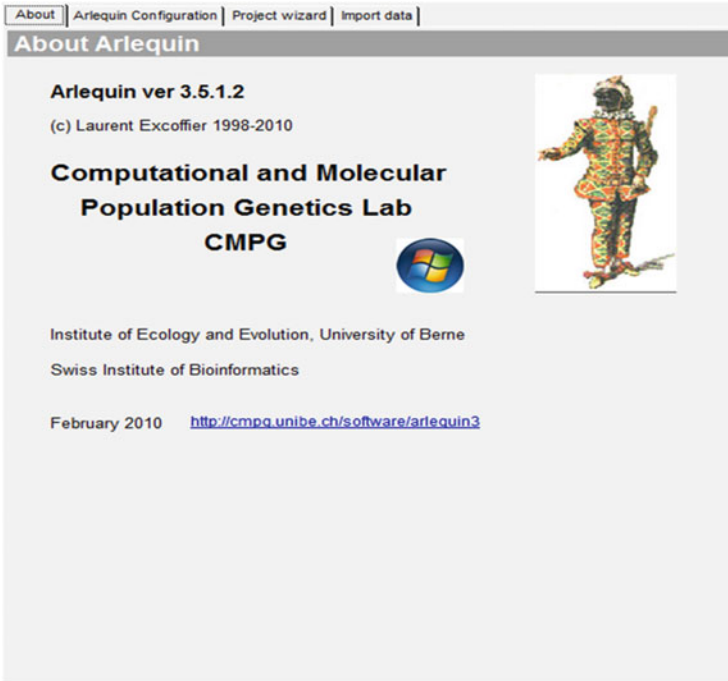 About Arlequin Configuration Project wizard Import data
About Arlequin
Arlequin ver 3.5.1.2
(c) Laurent Excoffier 1998-2010
Computational and Molecular
Population Genetics Lab
CMPG
Institute of Ecology and Evolution, University of Berne
Swiss Institute of Bioinformatics
February 2010 http://cmpg.unibe.ch/software/arlequin3